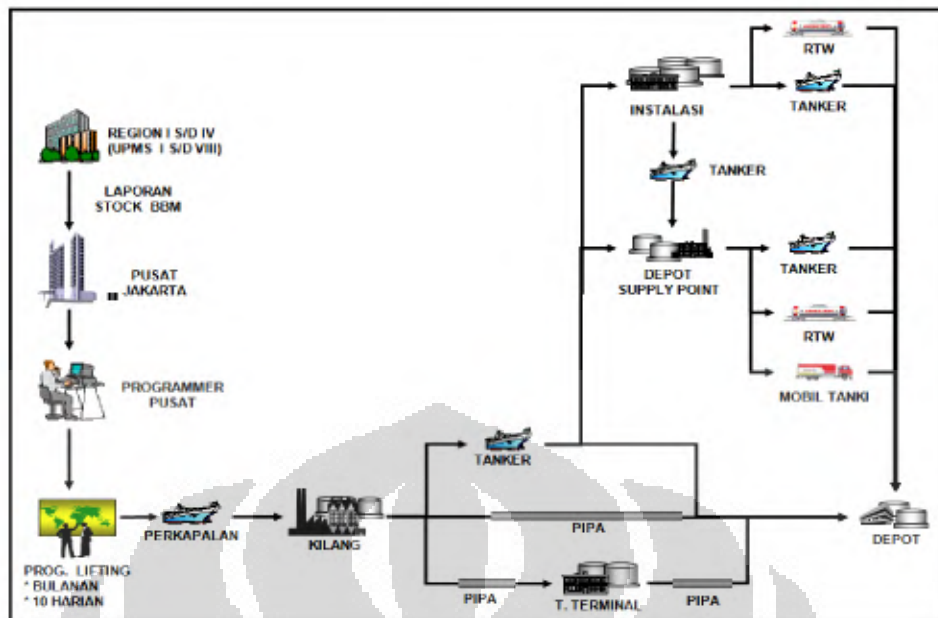 REGION I S/D IV
(UPMS I S/D VIII)
LAPORAN
STOCK BBM
PUSAT
JAKARTA
PROGRAMMER
PUSAT
PROG. LIFTING
* BULANAN
* 10 HARIAN
PERKAPALAN
KILANG
TANKER
PIPA
PIPA
T. TERMINAL
PIPA
INSTALASI
TANKER
DEPOT
SUPPLY POINT
RTW
TANKER
TANKER
RTW
MOBIL TANKI
DEPOT